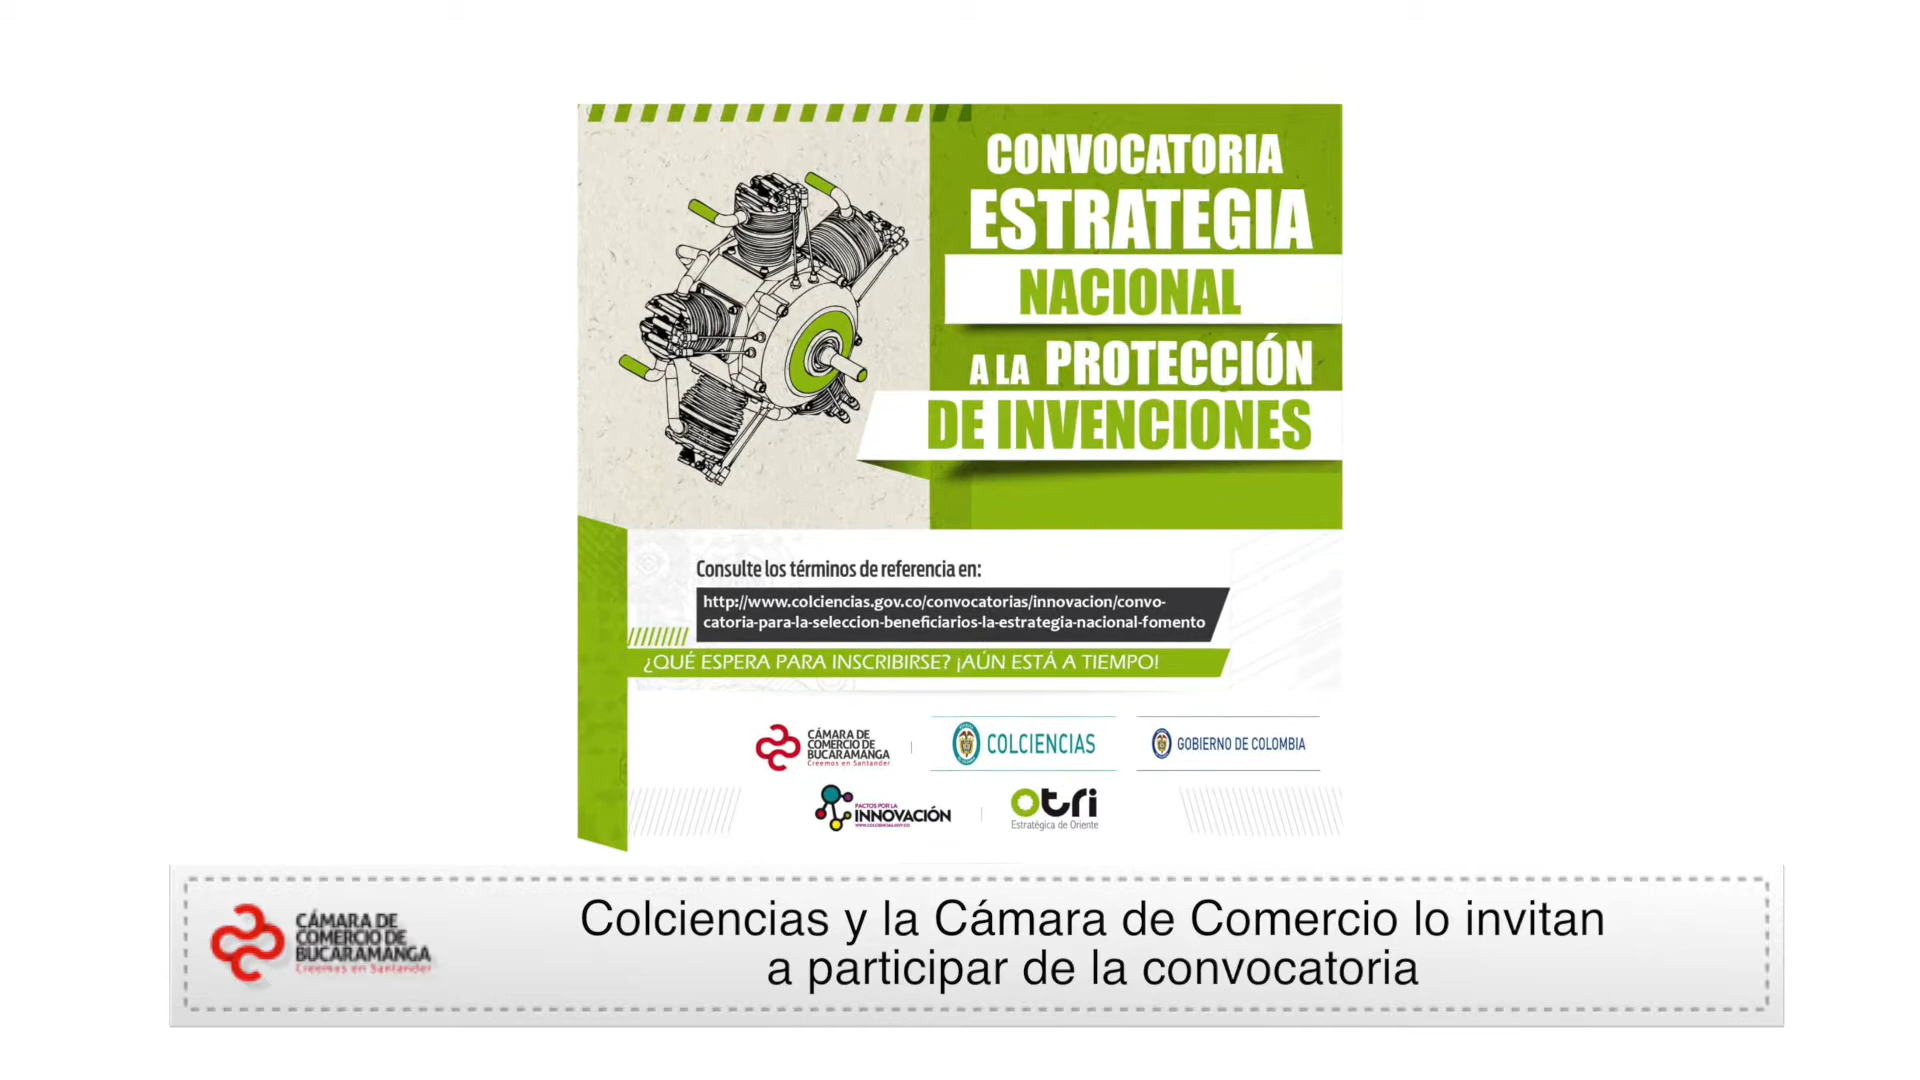 CONVOCATORIA
ESTRATEGIA
NACIONAL
A LA PROTECCIÓN
DE INVENCIONES
Consulte los términos de referencia en:
http://www.colciencias.gov.co/convocatorias/innovacion/convo-
catoria-para-la-seleccion-beneficiarios-la-estrategia-nacional-fomento
¿QUÉ ESPERA PARA INSCRIBIRSE? ¡AÚN ESTÁ A TIEMPO!
CÁMARA DE
COMERCIO DE
BUCARAMANGA
Creemos en Santander
COLCIENCIAS
GOBIERNO DE COLOMBIA
PACTOS POR LA
INNOVACIÓN
WWW.COLCIENCIAS.GOV.CO
otri
Estratégica de Oriente
CÁMARA DE
COMERCIO DE
BUCARAMANGA
Creemos en Santander
Colciencias y la Cámara de Comercio lo invitan
a participar de la convocatoria